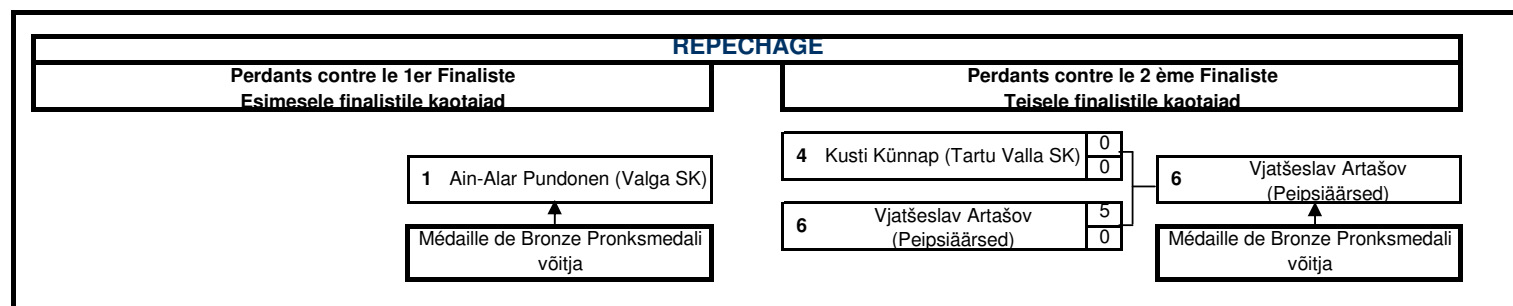 REPECHAGE
Perdants contre le 1er Finaliste
Esimesele finalistile kaotajad
Perdants contre le 2 ème Finaliste
Teisele finalistile kaotajad
1 Ain-Alar Pundonen (Valga SK)
Médaille de Bronze Pronksmedali
võitja
4 Kusti Künnap (Tartu Valla SK) 0
0
6 Vjatšeslav Artašov
(Peipsiäärsed) 5
0
6 Vjatšeslav Artašov
(Peipsiäärsed)
Médaille de Bronze Pronksmedali
võitja